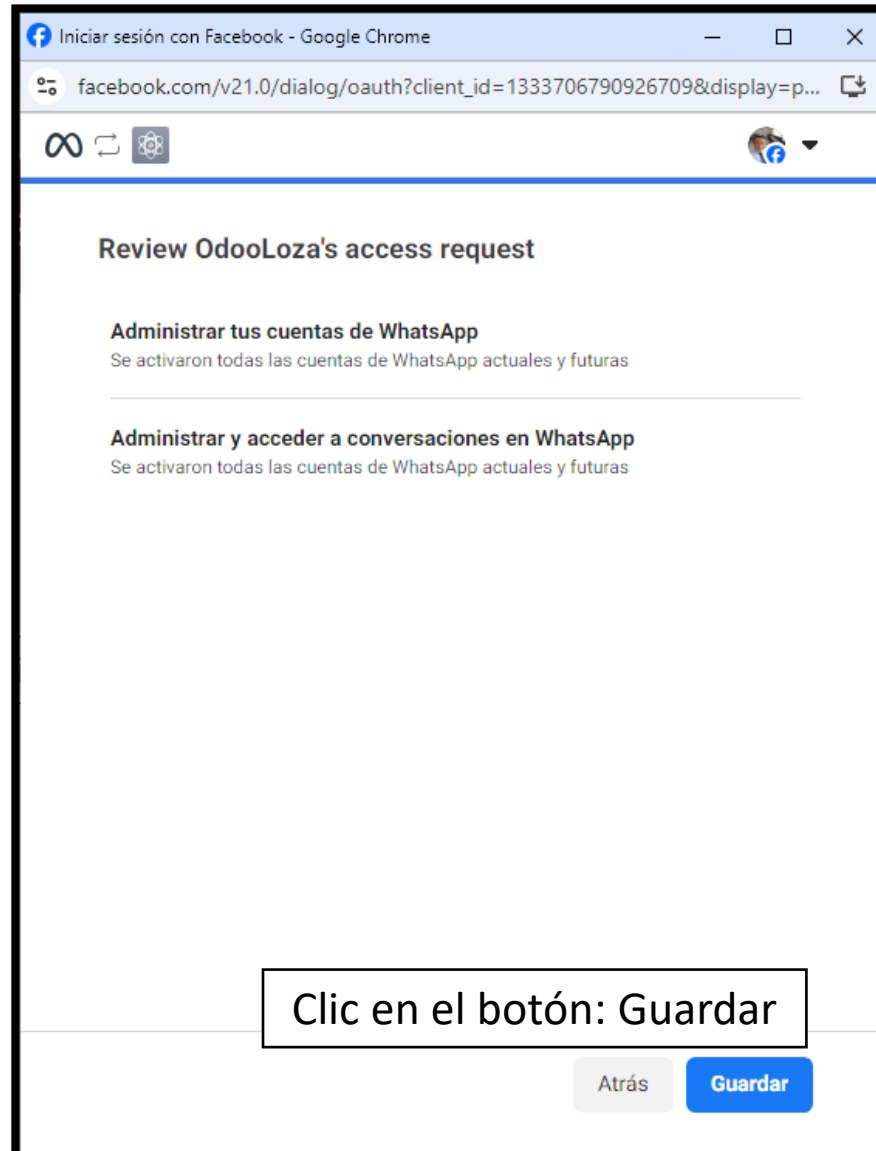 Iniciar sesión con Facebook - Google Chrome
facebook.com/v21.0/dialog/oauth?client_id=1333706790926709&display=p...
Review OdooLoza's access request
Administrar tus cuentas de WhatsApp
Se activaron todas las cuentas de WhatsApp actuales y futuras
Administrar y acceder a conversaciones en WhatsApp
Se activaron todas las cuentas de WhatsApp actuales y futuras
Clic en el botón: Guardar
Atrás
Guardar